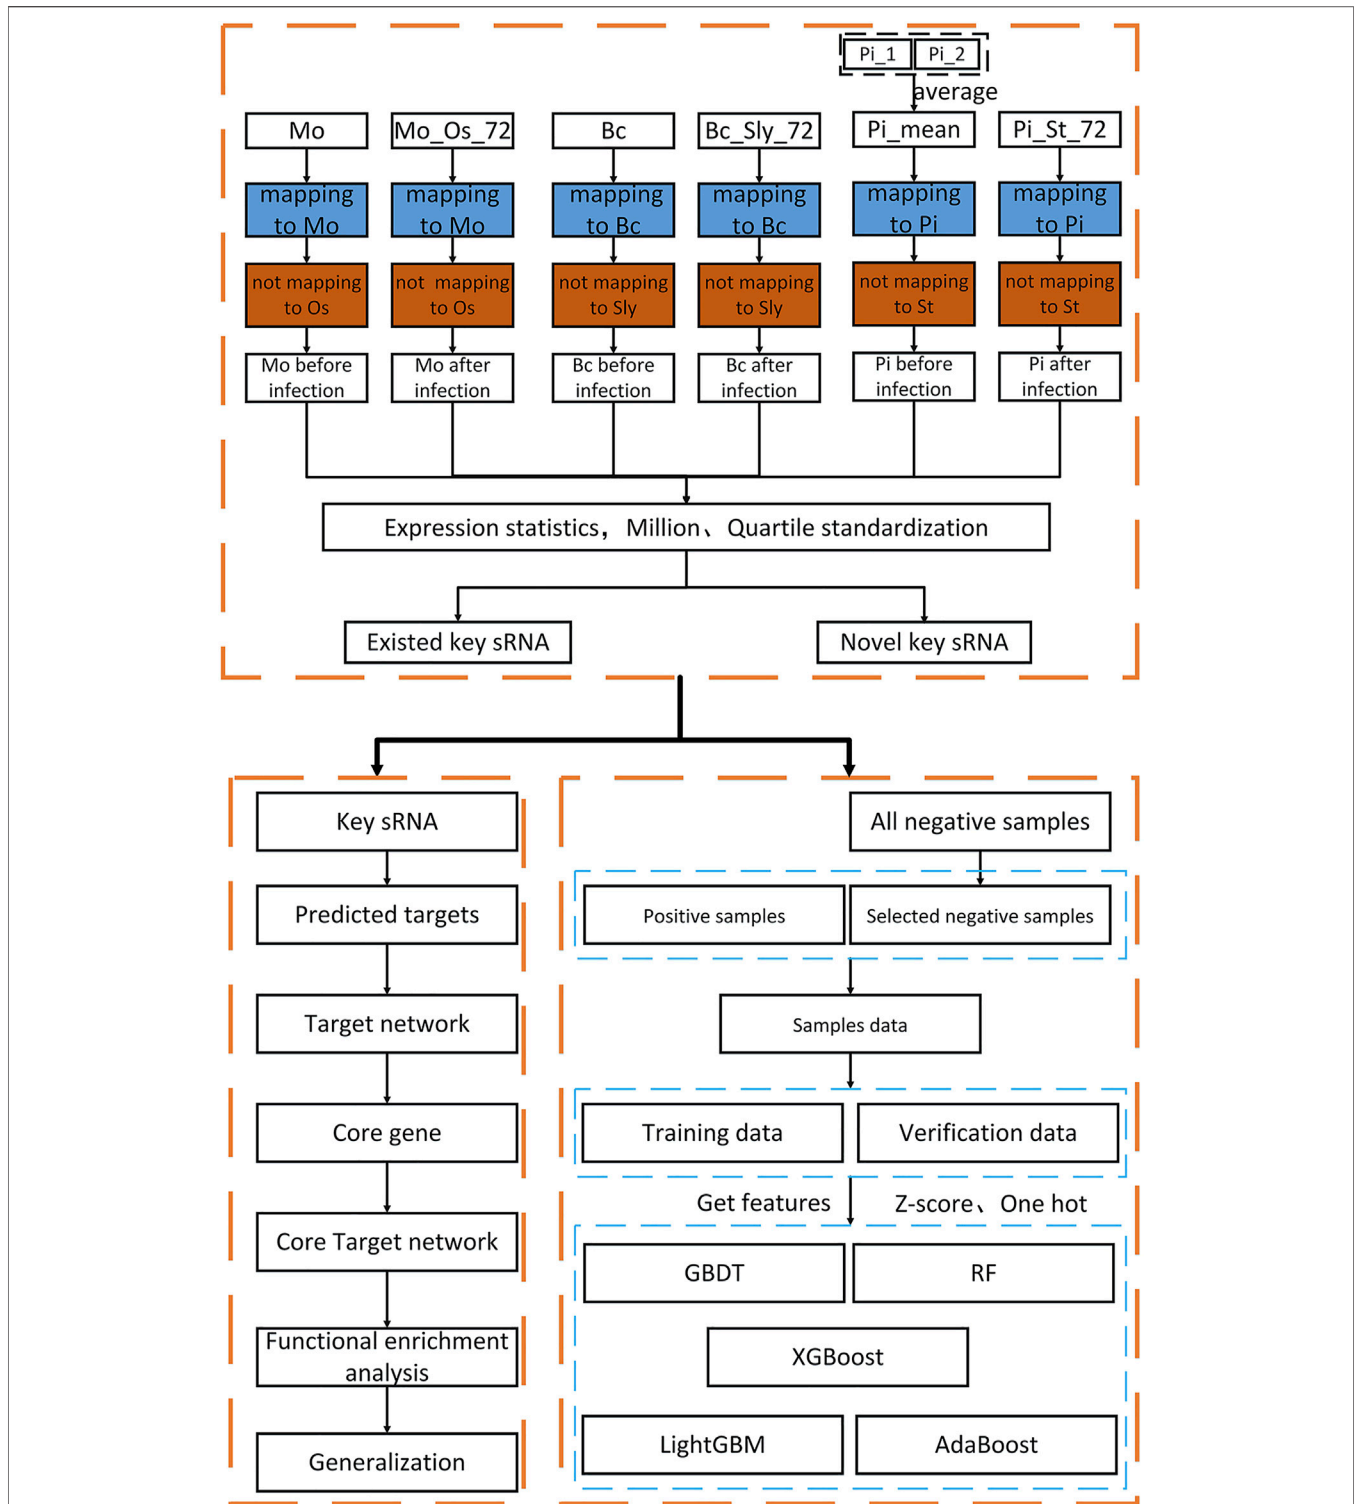 Pi_1 Pi_2
average
Mo Mo_Os_72 Bc Bc_Sly_72 Pi_mean Pi_St_72
mapping to Mo
mapping to Mo
mapping to Bc
mapping to Bc
mapping to Pi
mapping to Pi
not mapping to Os
not mapping to Os
not mapping to Sly
not mapping to Sly
not mapping to St
not mapping to St
Mo before infection
Mo after infection
Bc before infection
Bc after infection
Pi before infection
Pi after infection
Expression statistics，Million、Quartile standardization
Existed key sRNA
Novel key sRNA
Key sRNA
Predicted targets
Target network
Core gene
Core Target network
Functional enrichment
analysis
Generalization
All negative samples
Positive samples
Selected negative samples
Samples data
Training data
Verification data
Get features
Z-score、One hot
GBDT
RF
XGBoost
LightGBM
AdaBoost